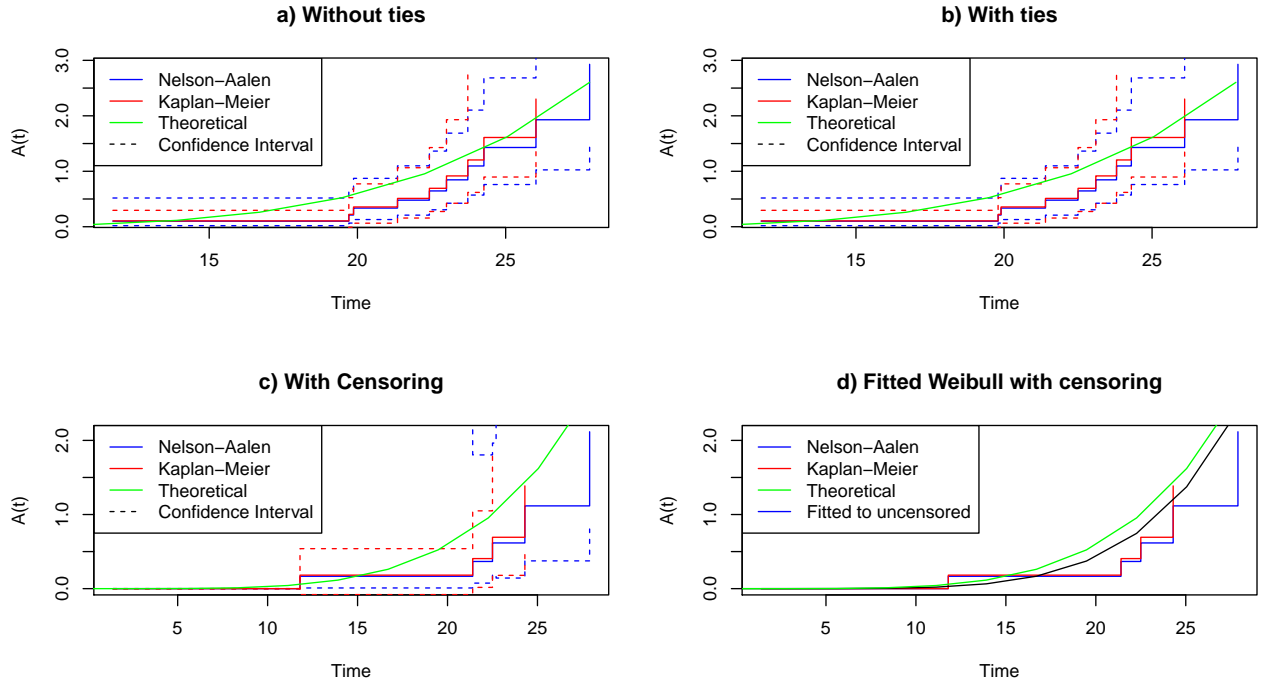 a) Without ties
A(t)
0.0 1.0 2.0 3.0
Nelson−Aalen
Kaplan−Meier
Theoretical
Confidence Interval
15 20 25
Time
b) With ties
A(t)
0.0 1.0 2.0 3.0
Nelson−Aalen
Kaplan−Meier
Theoretical
Confidence Interval
15 20 25
Time
c) With Censoring
A(t)
0.0 1.0 2.0
Nelson−Aalen
Kaplan−Meier
Theoretical
Confidence Interval
5 10 15 20 25
Time
d) Fitted Weibull with censoring
A(t)
0.0 1.0 2.0
Nelson−Aalen
Kaplan−Meier
Theoretical
Fitted to uncensored
5 10 15 20 25
Time